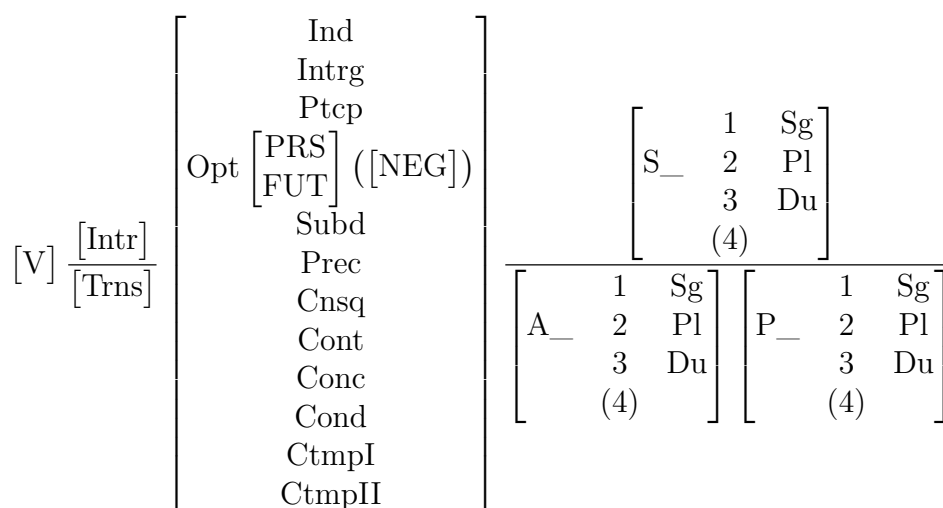 [V] [Intr] / [Trns]
Ind
Intrg
Ptcp
Opt [PRS FUT] ([NEG])
Subd
Prec
Cnsq
Cont
Conc
Cond
CtmpI
CtmpII
1 Sg
S_ 2 Pl
3 Du
(4)
1 Sg 1 Sg
A_ 2 Pl P_ 2 Pl
3 Du 3 Du
(4) (4)